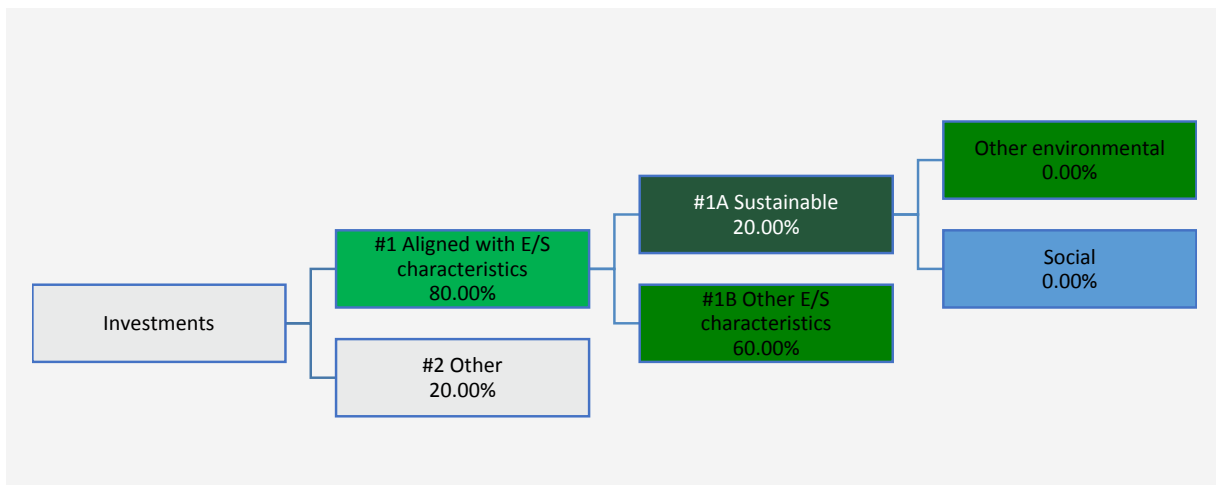 Investments
#1 Aligned with E/S
characteristics
80.00%
#2 Other
20.00%
#1A Sustainable
20.00%
#1B Other E/S
characteristics
60.00%
Other environmental
0.00%
Social
0.00%